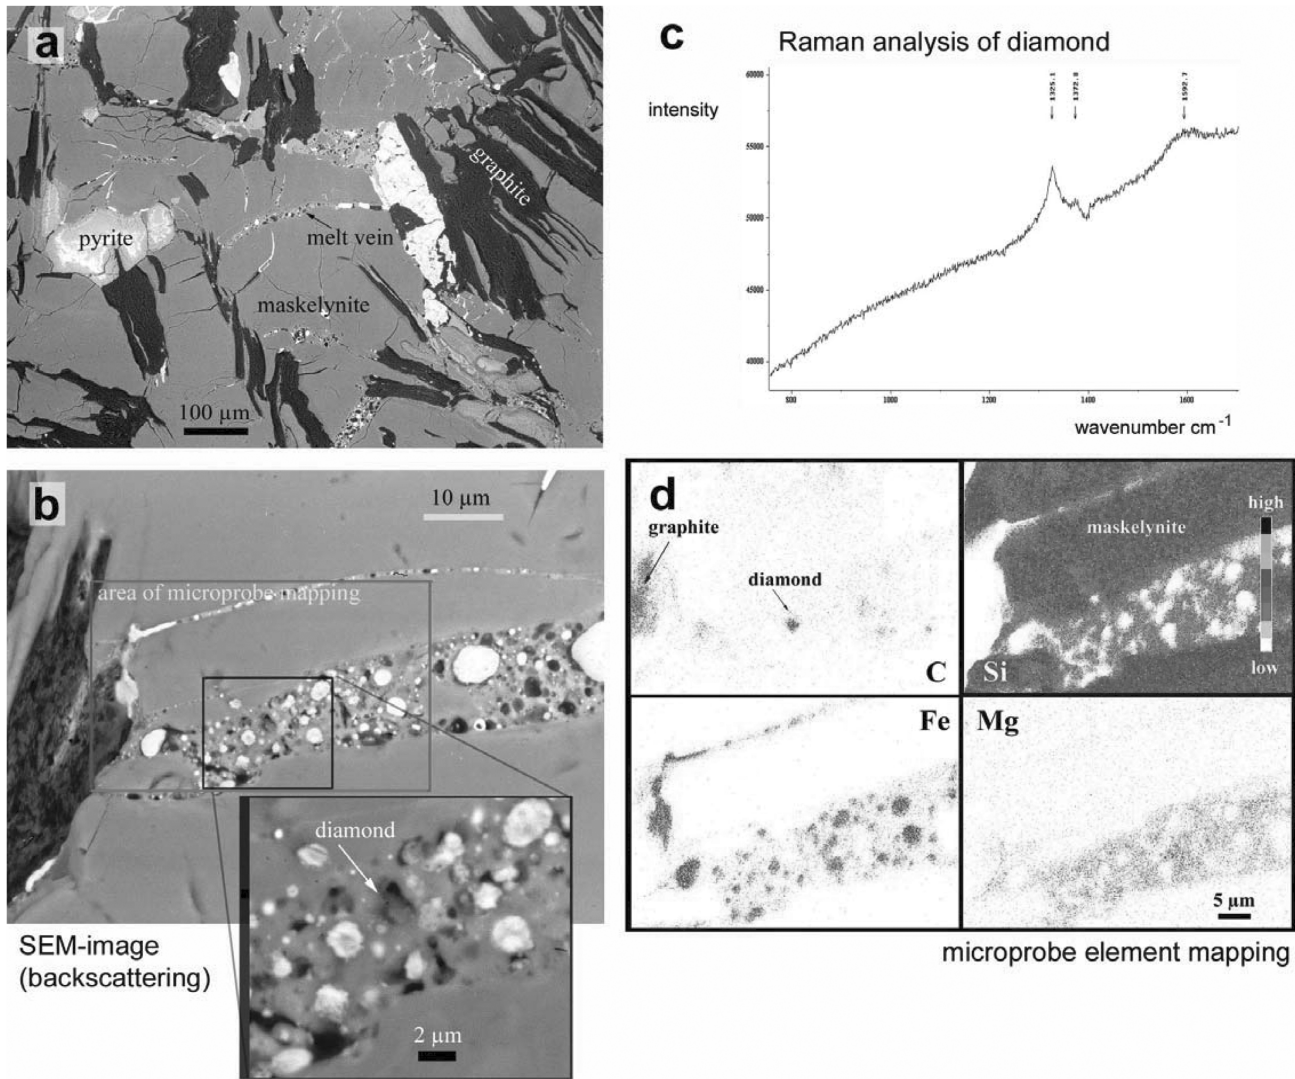 a
graphite
pyrite
melt vein
maskelynite
100 µm
b
10 µm
area of microprobe mapping
diamond
2 µm
SEM-image
(backscattering)
c
Raman analysis of diamond
intensity
60000
55000
50000
45000
40000
1325.1
1372.8
1592.7
800
1000
1200
1400
1600
wavenumber cm⁻¹
d
graphite
diamond
C
maskelynite
high
low
Si
Fe
Mg
5 µm
microprobe element mapping